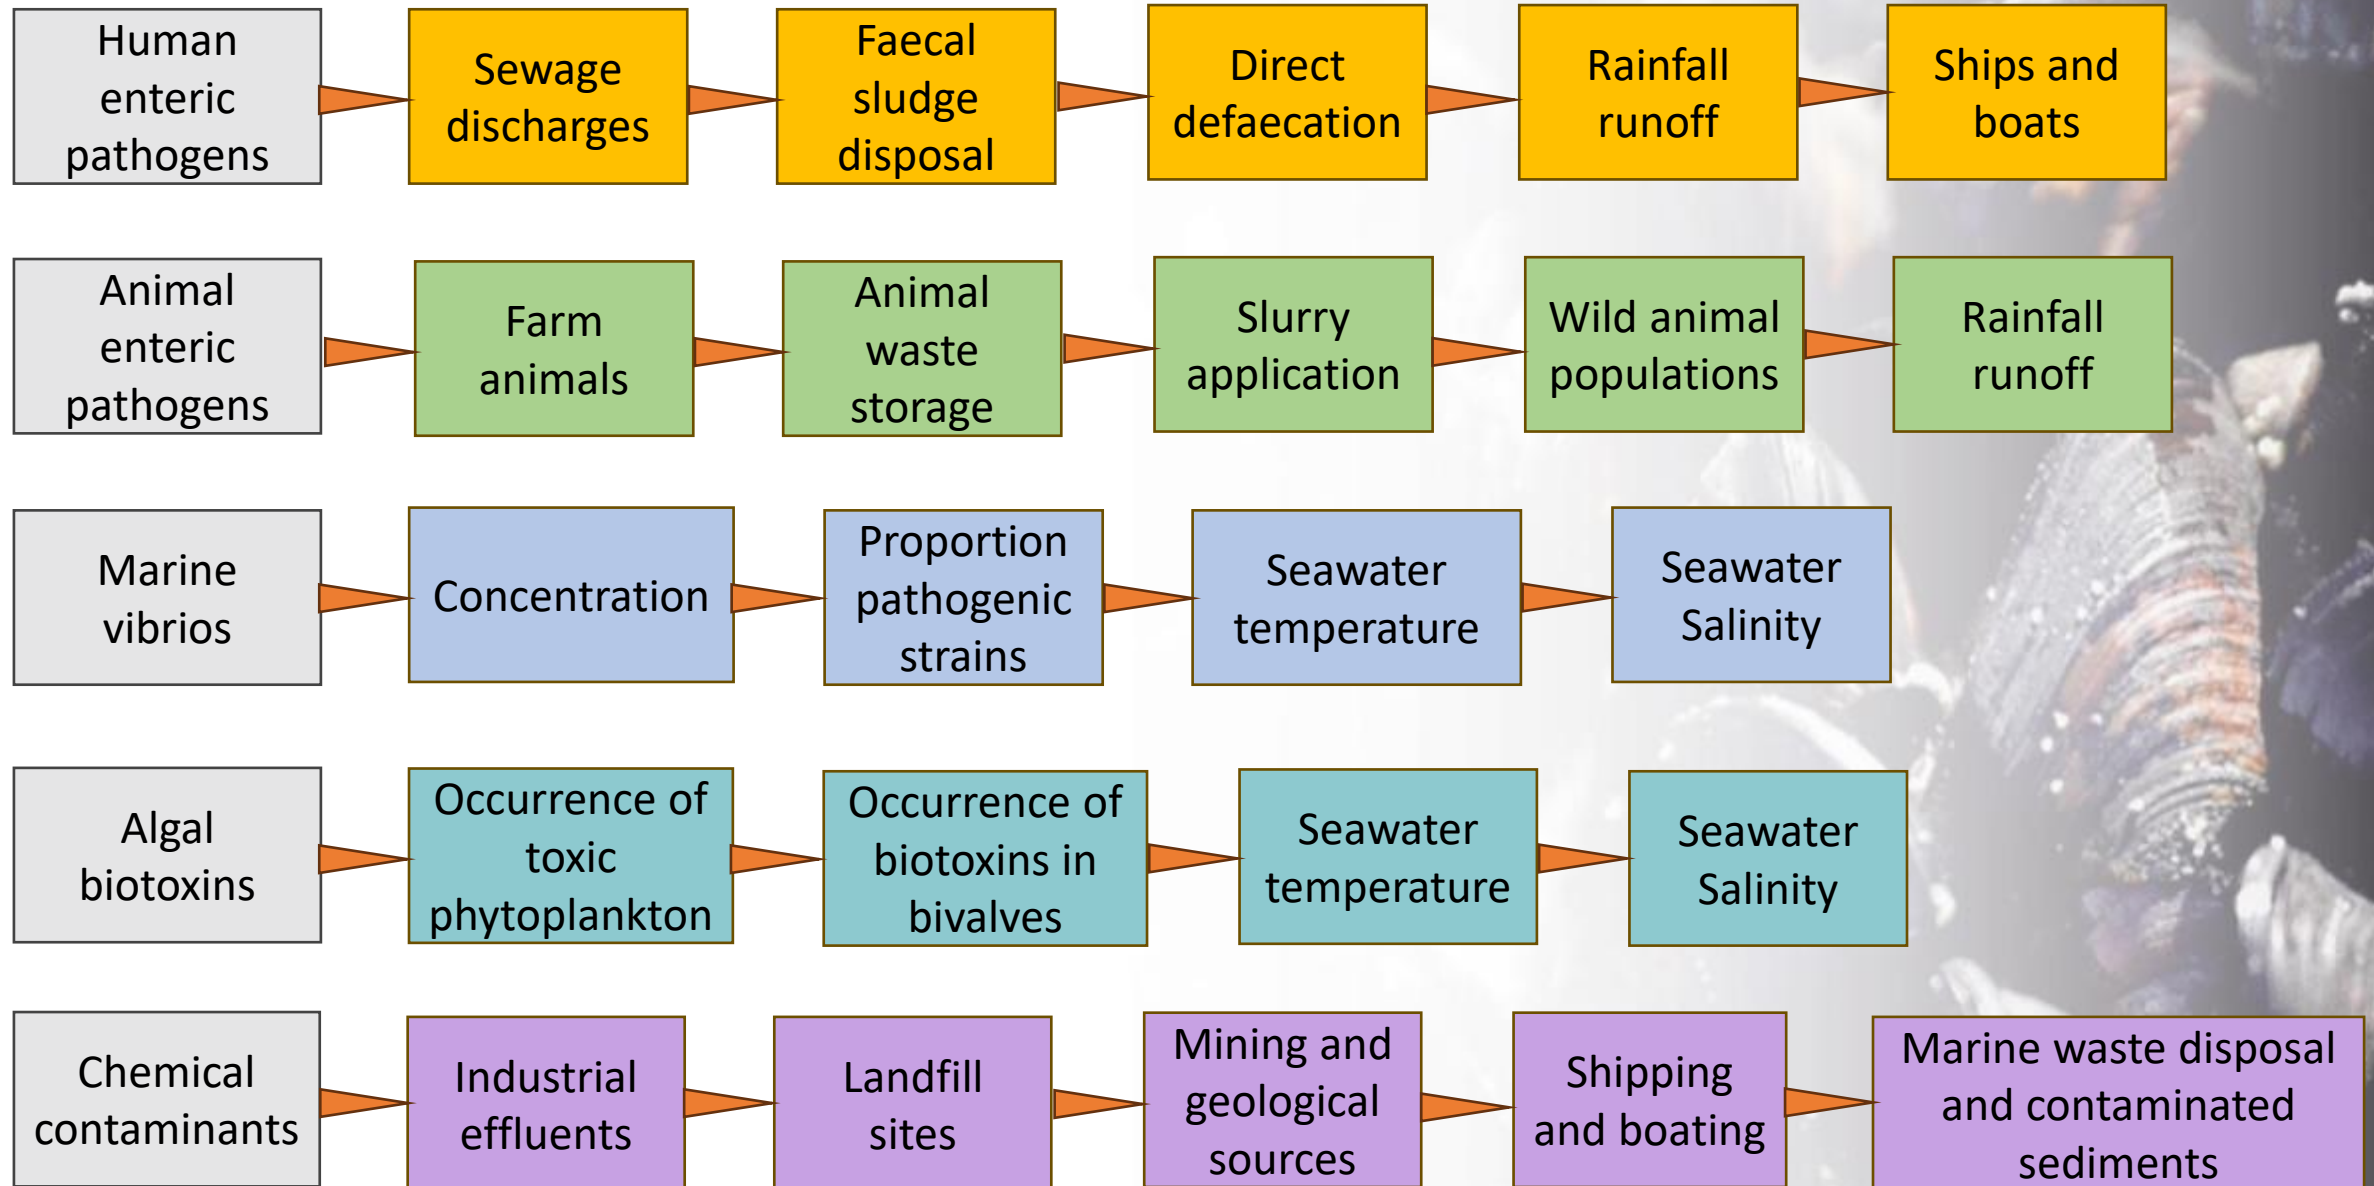 Human
enteric
pathogens
Sewage
discharges
Faecal
sludge
disposal
Direct
defaecation
Rainfall
runoff
Ships and
boats
Animal
enteric
pathogens
Farm
animals
Animal
waste
storage
Slurry
application
Wild animal
populations
Rainfall
runoff
Marine
vibrios
Concentration
Proportion
pathogenic
strains
Seawater
temperature
Seawater
Salinity
Algal
biotoxins
Occurrence of
toxic
phytoplankton
Occurrence of
biotoxins in
bivalves
Seawater
temperature
Seawater
Salinity
Chemical
contaminants
Industrial
effluents
Landfill
sites
Mining and
geological
sources
Shipping
and boating
Marine waste disposal
and contaminated
sediments